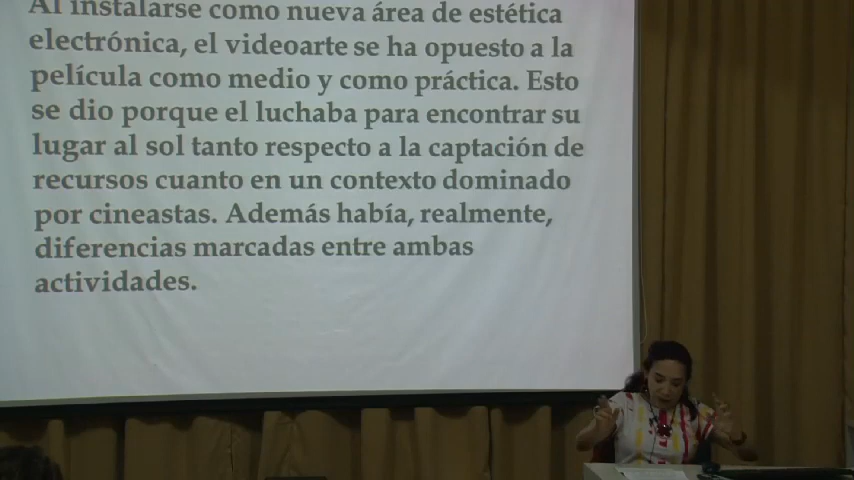 Al instalarse como nueva área de estética
electrónica, el videoarte se ha opuesto a la
película como medio y como práctica. Esto
se dio porque el luchaba para encontrar su
lugar al sol tanto respecto a la captación de
recursos cuanto en un contexto dominado
por cineastas. Además había, realmente,
diferencias marcadas entre ambas
actividades.